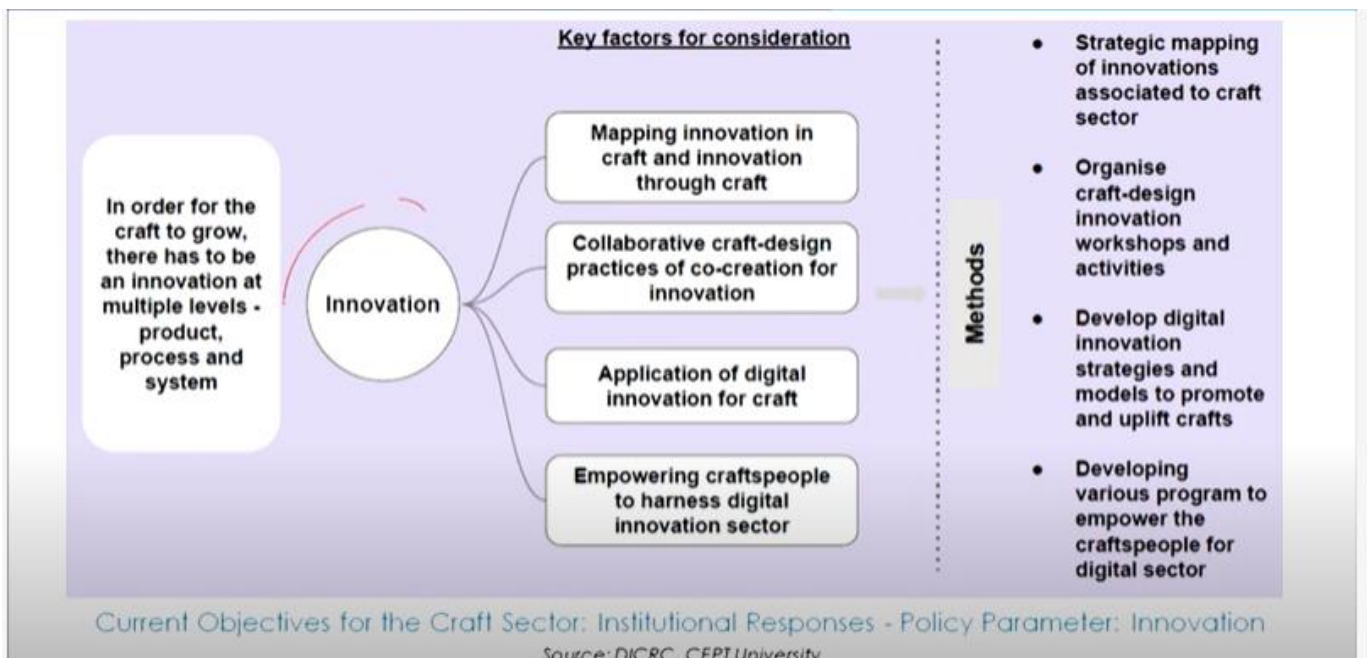 Key factors for consideration
In order for the
craft to grow,
there has to be
an innovation at
multiple levels -
product,
process and
system
Innovation
Mapping innovation in
craft and innovation
through craft
Collaborative craft-design
practices of co-creation for
innovation
Application of digital
innovation for craft
Empowering craftspeople
to harness digital
innovation sector
Methods
● Strategic mapping
of innovations
associated to craft
sector
● Organise
craft-design
innovation
workshops and
activities
● Develop digital
innovation
strategies and
models to promote
and uplift crafts
● Developing
various program to
empower the
craftspeople for
digital sector
Current Objectives for the Craft Sector: Institutional Responses - Policy Parameter: Innovation
Source: DICRC, CEPT University